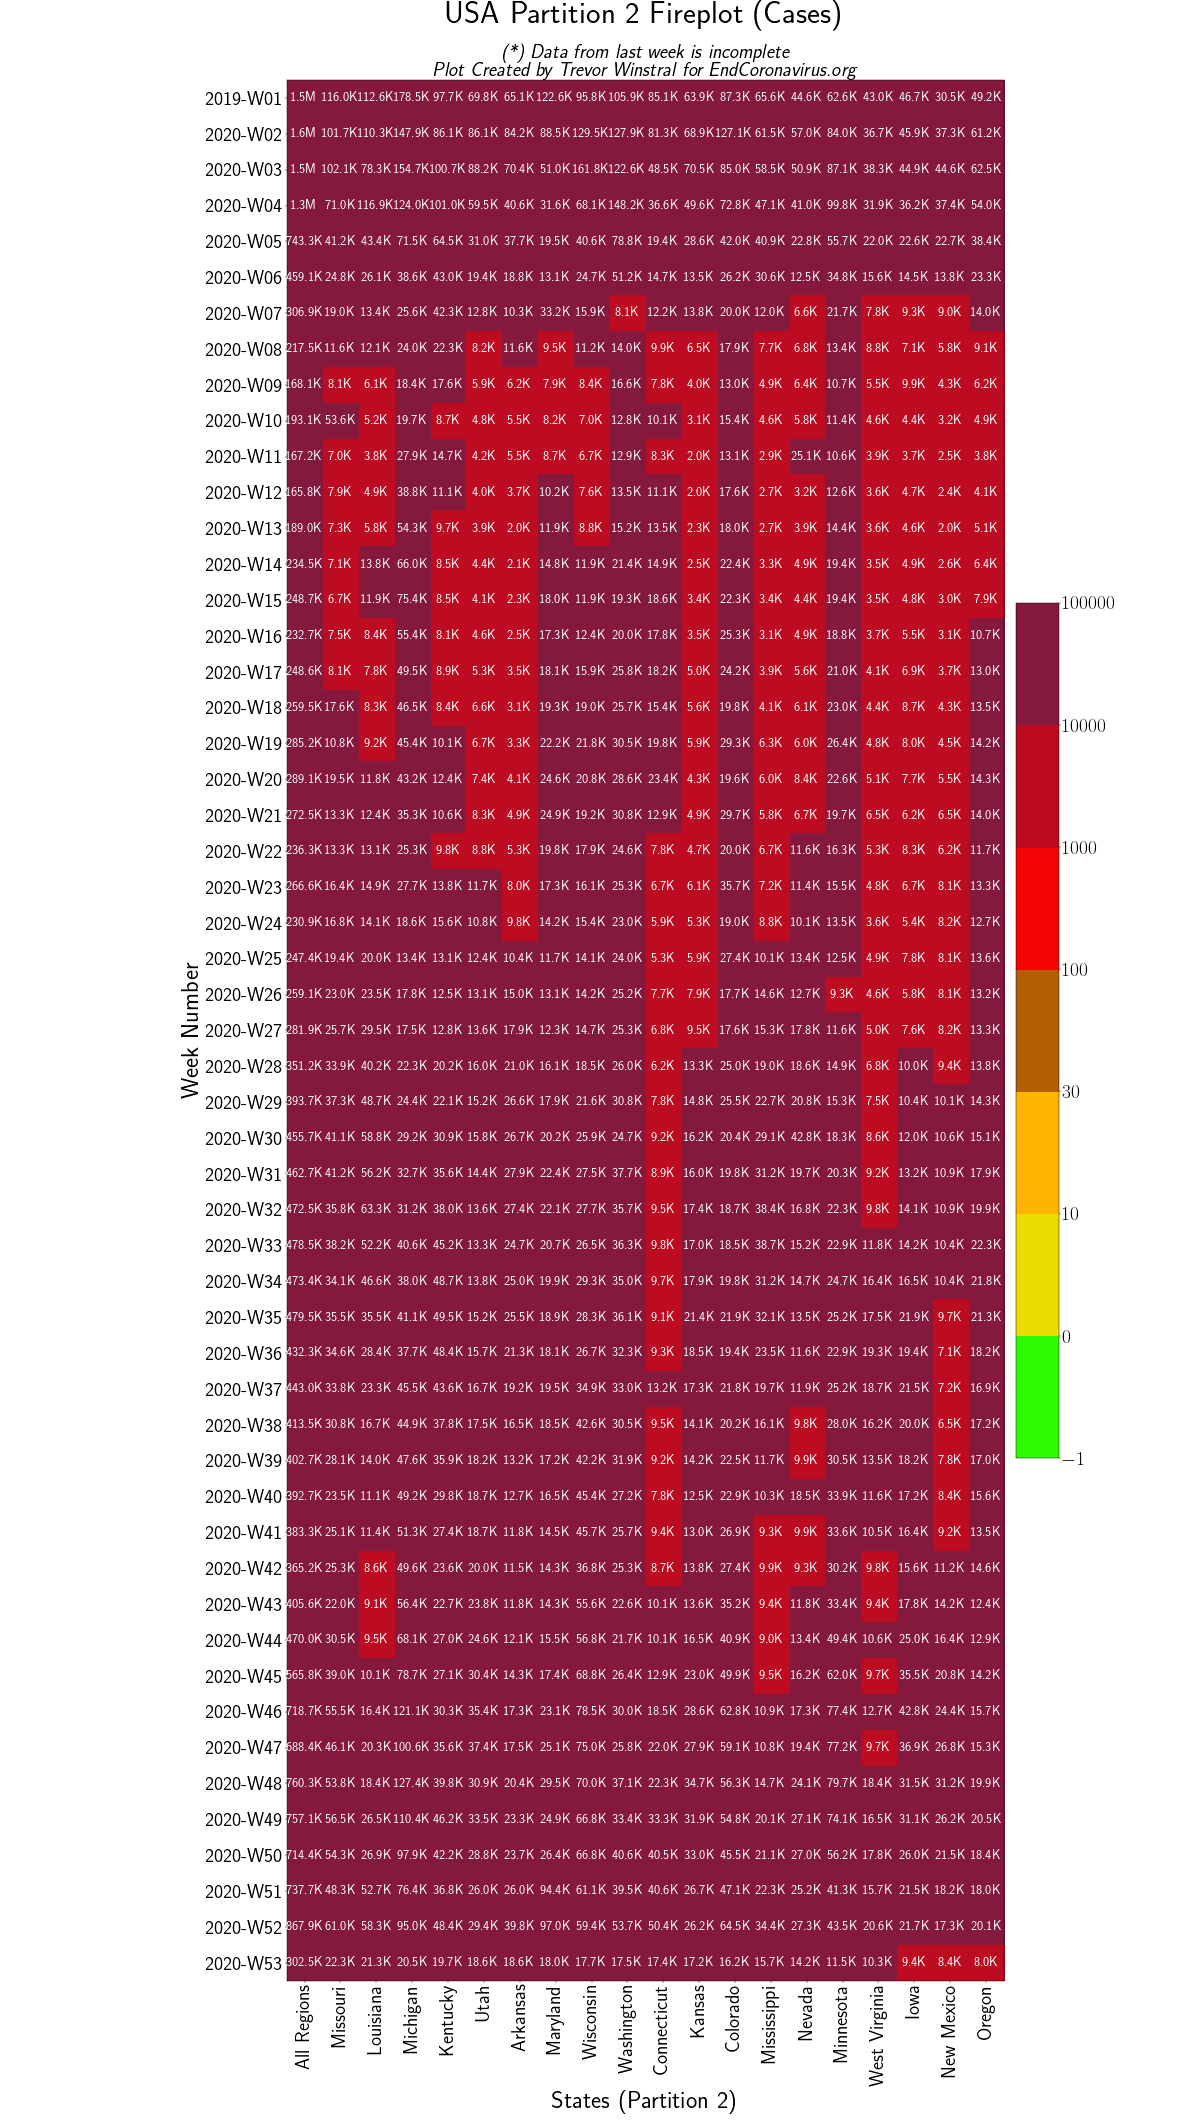 USA Partition 2 Fireplot (Cases)
(*) Data from last week is incomplete
Plot Created by Trevor Winstral for EndCoronavirus.org
2019-W01 1.5M 116.0K 112.6K 178.5K 97.7K 69.8K 65.1K 122.6K 95.8K 105.9K 85.1K 63.9K 87.3K 65.6K 44.6K 62.6K 43.0K 46.7K 30.5K 49.2K
2020-W02 1.6M 101.7K 110.3K 147.9K 86.1K 86.1K 84.2K 88.5K 129.5K 127.9K 81.3K 68.9K 127.1K 61.5K 57.0K 84.0K 36.7K 45.9K 37.3K 61.2K
2020-W03 1.5M 102.1K 78.3K 154.7K 100.7K 88.2K 70.4K 51.0K 161.8K 122.6K 48.5K 70.5K 85.0K 58.5K 50.9K 87.1K 38.3K 44.9K 44.6K 62.5K
2020-W04 1.3M 71.0K 116.9K 124.0K 101.0K 59.5K 40.6K 31.6K 68.1K 148.2K 36.6K 49.6K 72.8K 47.1K 41.0K 99.8K 31.9K 36.2K 37.4K 54.0K
2020-W05 743.3K 41.2K 43.4K 71.5K 64.5K 31.0K 37.7K 19.5K 40.6K 78.8K 19.4K 28.6K 42.0K 40.9K 22.8K 55.7K 22.0K 22.6K 22.7K 38.4K
2020-W06 459.1K 24.8K 26.1K 38.6K 43.0K 19.4K 18.8K 13.1K 24.7K 51.2K 14.7K 13.5K 26.2K 30.6K 12.5K 34.8K 15.6K 14.5K 13.8K 23.3K
2020-W07 306.9K 19.0K 13.4K 25.6K 42.3K 12.8K 10.3K 33.2K 15.9K 8.1K 12.2K 13.8K 20.0K 12.0K 6.6K 21.7K 7.8K 9.3K 9.0K 14.0K
2020-W08 217.5K 11.6K 12.1K 24.0K 22.3K 8.2K 11.6K 9.5K 11.2K 14.0K 9.9K 6.5K 17.9K 7.7K 6.8K 13.4K 8.8K 7.1K 5.8K 9.1K
2020-W09 168.1K 8.1K 6.1K 18.4K 17.6K 5.9K 6.2K 7.9K 8.4K 16.6K 7.8K 4.0K 13.0K 4.9K 6.4K 10.7K 5.5K 9.9K 4.3K 6.2K
2020-W10 193.1K 53.6K 5.2K 19.7K 8.7K 4.8K 5.5K 8.2K 7.0K 12.8K 10.1K 3.1K 15.4K 4.6K 5.8K 11.4K 4.6K 4.4K 3.2K 4.9K
2020-W11 167.2K 7.0K 3.8K 27.9K 14.7K 4.2K 5.5K 8.7K 6.7K 12.9K 8.3K 2.0K 13.1K 2.9K 25.1K 10.6K 3.9K 3.7K 2.5K 3.8K
2020-W12 165.8K 7.9K 4.9K 38.8K 11.1K 4.0K 3.7K 10.2K 7.6K 13.5K 11.1K 2.0K 17.6K 2.7K 3.2K 12.6K 3.6K 4.7K 2.4K 4.1K
2020-W13 189.0K 7.3K 5.8K 54.3K 9.7K 3.9K 2.0K 11.9K 8.8K 15.2K 13.5K 2.3K 18.0K 2.7K 3.9K 14.4K 3.6K 4.6K 2.0K 5.1K
2020-W14 234.5K 7.1K 13.8K 66.0K 8.5K 4.4K 2.1K 14.8K 11.9K 21.4K 14.9K 2.5K 22.4K 3.3K 4.9K 19.4K 3.5K 4.9K 2.6K 6.4K
2020-W15 248.7K 6.7K 11.9K 75.4K 8.5K 4.1K 2.3K 18.0K 11.9K 19.3K 18.6K 3.4K 22.3K 3.4K 4.4K 19.4K 3.5K 4.8K 3.0K 7.9K
2020-W16 232.7K 7.5K 8.4K 55.4K 8.1K 4.6K 2.5K 17.3K 12.4K 20.0K 17.8K 3.5K 25.3K 3.1K 4.9K 18.8K 3.7K 5.5K 3.1K 10.7K
2020-W17 248.6K 8.1K 7.8K 49.5K 8.9K 5.3K 3.5K 18.1K 15.9K 25.8K 18.2K 5.0K 24.2K 3.9K 5.6K 21.0K 4.1K 6.9K 3.7K 13.0K
2020-W18 259.5K 17.6K 8.3K 46.5K 8.4K 6.6K 3.1K 19.3K 19.0K 25.7K 15.4K 5.6K 19.8K 4.1K 6.1K 23.0K 4.4K 8.7K 4.3K 13.5K
2020-W19 285.2K 10.8K 9.2K 45.4K 10.1K 6.7K 3.3K 22.2K 21.8K 30.5K 19.8K 5.9K 29.3K 6.3K 6.0K 26.4K 4.8K 8.0K 4.5K 14.2K
2020-W20 289.1K 19.5K 11.8K 43.2K 12.4K 7.4K 4.1K 24.6K 20.8K 28.6K 23.4K 4.3K 19.6K 6.0K 8.4K 22.6K 5.1K 7.7K 5.5K 14.3K
2020-W21 272.5K 13.3K 12.4K 35.3K 10.6K 8.3K 4.9K 24.9K 19.2K 30.8K 12.9K 4.9K 29.7K 5.8K 6.7K 19.7K 6.5K 6.2K 6.5K 14.0K
2020-W22 236.3K 13.3K 13.1K 25.3K 9.8K 8.8K 5.3K 19.8K 17.9K 24.6K 7.8K 4.7K 20.0K 6.7K 11.6K 16.3K 5.3K 8.3K 6.2K 11.7K
2020-W23 266.6K 16.4K 14.9K 27.7K 13.8K 11.7K 8.0K 17.3K 16.1K 25.3K 6.7K 6.1K 35.7K 7.2K 11.4K 15.5K 4.8K 6.7K 8.1K 13.3K
2020-W24 230.9K 16.8K 14.1K 18.6K 15.6K 10.8K 9.8K 14.2K 15.4K 23.0K 5.9K 5.3K 19.0K 8.8K 10.1K 13.5K 3.6K 5.4K 8.2K 12.7K
2020-W25 247.4K 19.4K 20.0K 13.4K 13.1K 12.4K 10.4K 11.7K 14.1K 24.0K 5.3K 5.9K 27.4K 10.1K 13.4K 12.5K 4.9K 7.8K 8.1K 13.6K
2020-W26 259.1K 23.0K 23.5K 17.8K 12.5K 13.1K 15.0K 13.1K 14.2K 25.2K 7.7K 7.9K 17.7K 14.6K 12.7K 9.3K 4.6K 5.8K 8.1K 13.2K
2020-W27 281.9K 25.7K 29.5K 17.5K 12.8K 13.6K 17.9K 12.3K 14.7K 25.3K 6.8K 9.5K 17.6K 15.3K 17.8K 11.6K 5.0K 7.6K 8.2K 13.3K
2020-W28 351.2K 33.9K 40.2K 22.3K 20.2K 16.0K 21.0K 16.1K 18.5K 26.0K 6.2K 13.3K 25.0K 19.0K 18.6K 14.9K 6.8K 10.0K 9.4K 13.8K
2020-W29 393.7K 37.3K 48.7K 24.4K 22.1K 15.2K 26.6K 17.9K 21.6K 30.8K 7.8K 14.8K 25.5K 22.7K 20.8K 15.3K 7.5K 10.4K 10.1K 14.3K
2020-W30 455.7K 41.1K 58.8K 29.2K 30.9K 15.8K 26.7K 20.2K 25.9K 24.7K 9.2K 16.2K 20.4K 29.1K 42.8K 18.3K 8.6K 12.0K 10.6K 15.1K
2020-W31 462.7K 41.2K 56.2K 32.7K 35.6K 14.4K 27.9K 22.4K 27.5K 37.7K 8.9K 16.0K 19.8K 31.2K 19.7K 20.3K 9.2K 13.2K 10.9K 17.9K
2020-W32 472.5K 35.8K 63.3K 31.2K 38.0K 13.6K 27.4K 22.1K 27.7K 35.7K 9.5K 17.4K 18.7K 38.4K 16.8K 22.3K 9.8K 14.1K 10.9K 19.9K
2020-W33 478.5K 38.2K 52.2K 40.6K 45.2K 13.3K 24.7K 20.7K 26.5K 36.3K 9.8K 17.0K 18.5K 38.7K 15.2K 22.9K 11.8K 14.2K 10.4K 22.3K
2020-W34 473.4K 34.1K 46.6K 38.0K 48.7K 13.8K 25.0K 19.9K 29.3K 35.0K 9.7K 17.9K 19.8K 31.2K 14.7K 24.7K 16.4K 16.5K 10.4K 21.8K
2020-W35 479.5K 35.5K 35.5K 41.1K 49.5K 15.2K 25.5K 18.9K 28.3K 36.1K 9.1K 21.4K 21.9K 32.1K 13.5K 25.2K 17.5K 21.9K 9.7K 21.3K
2020-W36 432.3K 34.6K 28.4K 37.7K 48.4K 15.7K 21.3K 18.1K 26.7K 32.3K 9.3K 18.5K 19.4K 23.5K 11.6K 22.9K 19.3K 19.4K 7.1K 18.2K
2020-W37 443.0K 33.8K 23.3K 45.5K 43.6K 16.7K 19.2K 19.5K 34.9K 33.0K 13.2K 17.3K 21.8K 19.7K 11.9K 25.2K 18.7K 21.5K 7.2K 16.9K
2020-W38 413.5K 30.8K 16.7K 44.9K 37.8K 17.5K 16.5K 18.5K 42.6K 30.5K 9.5K 14.1K 20.2K 16.1K 9.8K 28.0K 16.2K 20.0K 6.5K 17.2K
2020-W39 402.7K 28.1K 14.0K 47.6K 35.9K 18.2K 13.2K 17.2K 42.2K 31.9K 9.2K 14.2K 22.5K 11.7K 9.9K 30.5K 13.5K 18.2K 7.8K 17.0K
2020-W40 392.7K 23.5K 11.1K 49.2K 29.8K 18.7K 12.7K 16.5K 45.4K 27.2K 7.8K 12.5K 22.9K 10.3K 18.5K 33.9K 11.6K 17.2K 8.4K 15.6K
2020-W41 383.3K 25.1K 11.4K 51.3K 27.4K 18.7K 11.8K 14.5K 45.7K 25.7K 9.4K 13.0K 26.9K 9.3K 9.9K 33.6K 10.5K 16.4K 9.2K 13.5K
2020-W42 365.2K 25.3K 8.6K 49.6K 23.6K 20.0K 11.5K 14.3K 36.8K 25.3K 8.7K 13.8K 27.4K 9.9K 9.3K 30.2K 9.8K 15.6K 11.2K 14.6K
2020-W43 405.6K 22.0K 9.1K 56.4K 22.7K 23.8K 11.8K 14.3K 55.6K 22.6K 10.1K 13.6K 35.2K 9.4K 11.8K 33.4K 9.4K 17.8K 14.2K 12.4K
2020-W44 470.0K 30.5K 9.5K 68.1K 27.0K 24.6K 12.1K 15.5K 56.8K 21.7K 10.1K 16.5K 40.9K 9.0K 13.4K 49.4K 10.6K 25.0K 16.4K 12.9K
2020-W45 565.8K 39.0K 10.1K 78.7K 27.1K 30.4K 14.3K 17.4K 68.8K 26.4K 12.9K 23.0K 49.9K 9.5K 16.2K 62.0K 9.7K 35.5K 20.8K 14.2K
2020-W46 718.7K 55.5K 16.4K 121.1K 30.3K 35.4K 17.3K 23.1K 78.5K 30.0K 18.5K 28.6K 62.8K 10.9K 17.3K 77.4K 12.7K 42.8K 24.4K 15.7K
2020-W47 688.4K 46.1K 20.3K 100.6K 35.6K 37.4K 17.5K 25.1K 75.0K 25.8K 22.0K 27.9K 59.1K 10.8K 19.4K 77.2K 9.7K 36.9K 26.8K 15.3K
2020-W48 760.3K 53.8K 18.4K 127.4K 39.8K 30.9K 20.4K 29.5K 70.0K 37.1K 22.3K 34.7K 56.3K 14.7K 24.1K 79.7K 18.4K 31.5K 31.2K 19.9K
2020-W49 757.1K 56.5K 26.5K 110.4K 46.2K 33.5K 23.3K 24.9K 66.8K 33.4K 33.3K 31.9K 54.8K 20.1K 27.1K 74.1K 16.5K 31.1K 26.2K 20.5K
2020-W50 714.4K 54.3K 26.9K 97.9K 42.2K 28.8K 23.7K 26.4K 66.8K 40.6K 40.5K 33.0K 45.5K 21.1K 27.0K 56.2K 17.8K 26.0K 21.5K 18.4K
2020-W51 737.7K 48.3K 52.7K 76.4K 36.8K 26.0K 26.0K 94.4K 61.1K 39.5K 40.6K 26.7K 47.1K 22.3K 25.2K 41.3K 15.7K 21.5K 18.2K 18.0K
2020-W52 867.9K 61.0K 58.3K 95.0K 48.4K 29.4K 39.8K 97.0K 59.4K 53.7K 50.4K 26.2K 64.5K 34.4K 27.3K 43.5K 20.6K 21.7K 17.3K 20.1K
2020-W53 302.5K 22.3K 21.3K 20.5K 19.7K 18.6K 18.6K 18.0K 17.7K 17.5K 17.4K 17.2K 16.2K 15.7K 14.2K 11.5K 10.3K 9.4K 8.4K 8.0K
Week Number
All Regions Missouri Louisiana Michigan Kentucky Utah Arkansas Maryland Wisconsin Washington Connecticut Kansas Colorado Mississippi Nevada Minnesota West Virginia Iowa New Mexico Oregon
States (Partition 2)
100000
10000
1000
100
30
10
0
−1